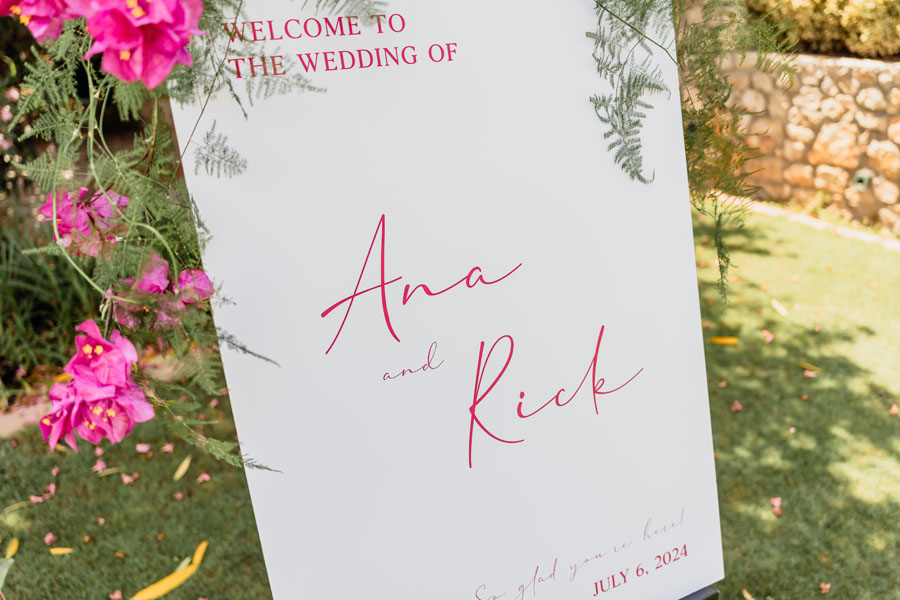 WELCOME TO
THE WEDDING OF
Ana
and
Rick
So glad you're here!
JULY 6, 2024